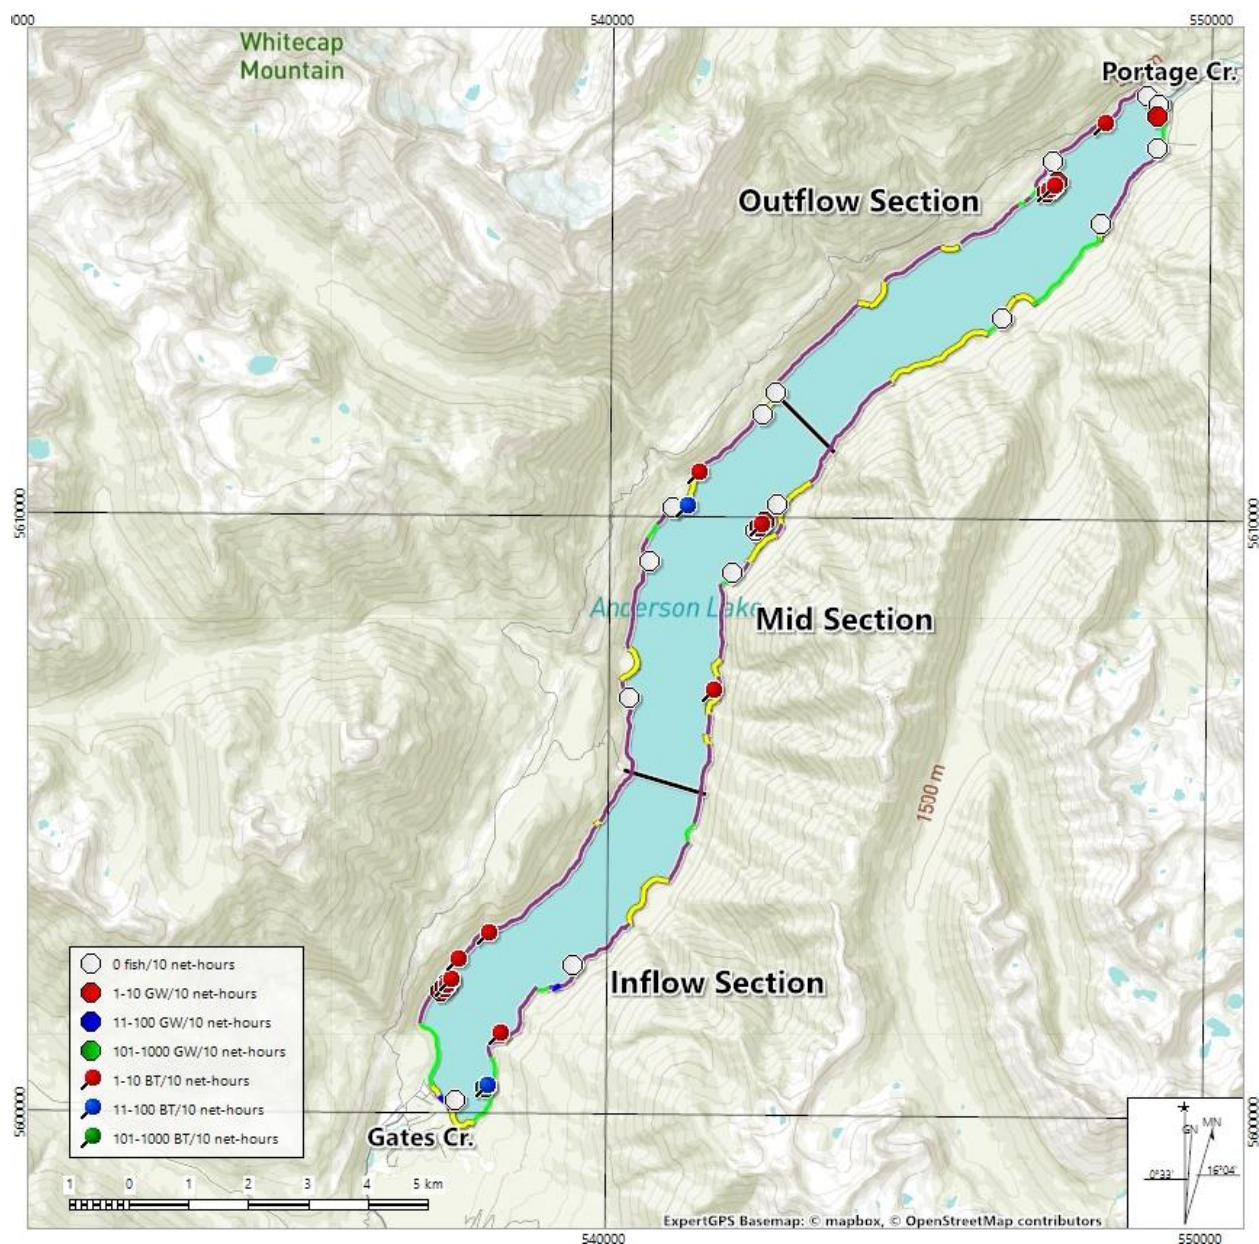 000
540000
550000
Whitecap
Mountain
Portage Cr.
Outflow Section
5610000
Anderson Lake
Mid Section
1500 m
Inflow Section
0 fish/10 net-hours
1-10 GW/10 net-hours
11-100 GW/10 net-hours
101-1000 GW/10 net-hours
1-10 BT/10 net-hours
11-100 BT/10 net-hours
101-1000 BT/10 net-hours
5600000
Gates Cr.
1 0 1 2 3 4 5 km
GN MN
0°33' 16°04'
ExpertGPS Basemap: © mapbox, © OpenStreetMap contributors
540000
550000